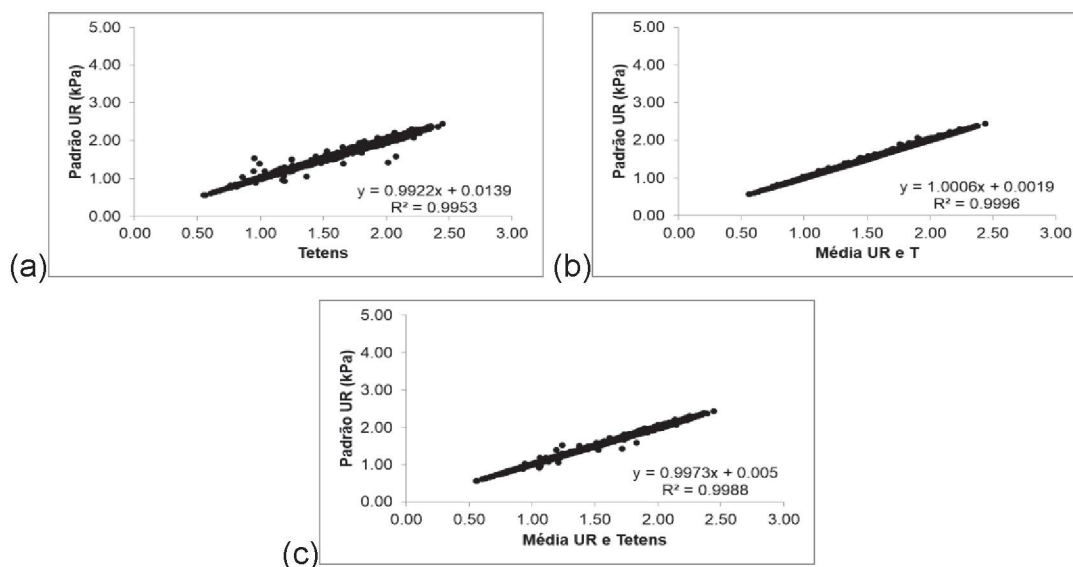 5.00
4.00
3.00
2.00
1.00
0.00
Padrão UR (kPa)
y = 0.9922x + 0.0139
R² = 0.9953
0.00 0.50 1.00 1.50 2.00 2.50 3.00
Tetens
(a)
5.00
4.00
3.00
2.00
1.00
0.00
Padrão UR (kPa)
y = 1.0006x + 0.0019
R² = 0.9996
0.00 0.50 1.00 1.50 2.00 2.50 3.00
Média UR e T
(b)
5.00
4.00
3.00
2.00
1.00
0.00
Padrão UR (kPa)
y = 0.9973x + 0.005
R² = 0.9988
0.00 0.50 1.00 1.50 2.00 2.50 3.00
Média UR e Tetens
(c)